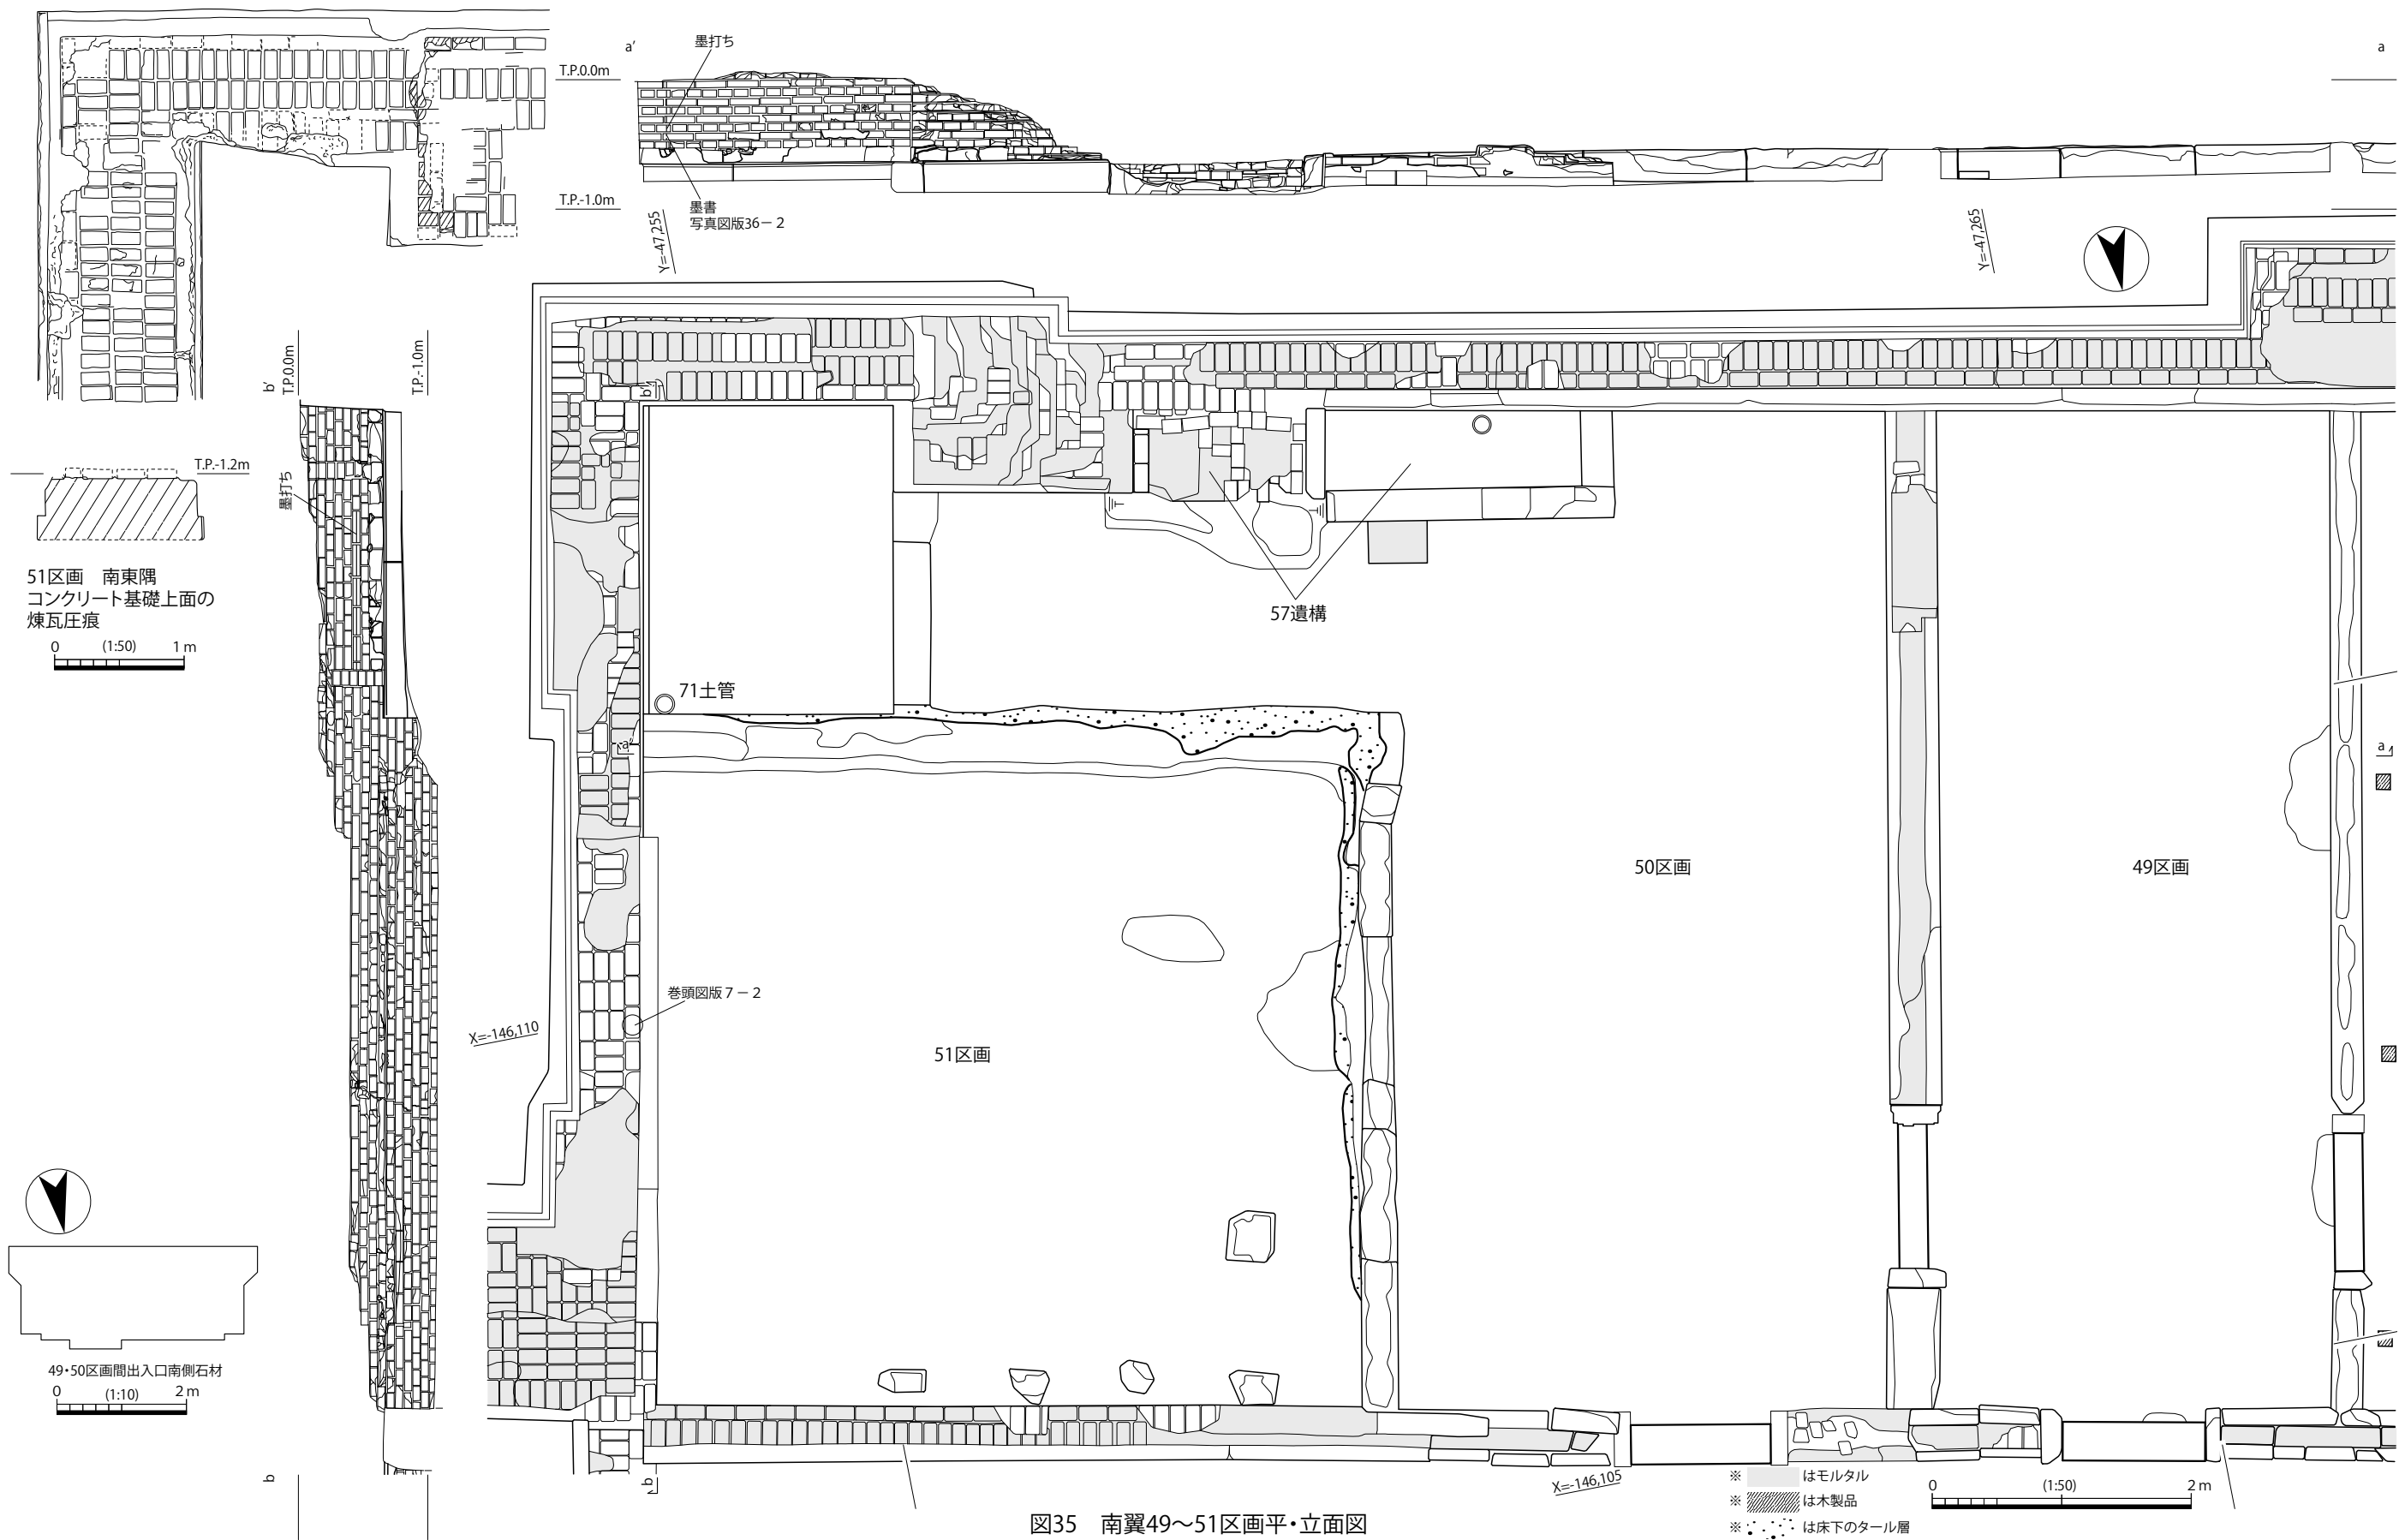 a′
墨打ち
a
T.P.0.0m
T.P.-1.0m
墨書
写真図版36－2
Y=-47,255
Y=-47,265
b′
T.P.0.0m
T.P.-1.0m
b′
T.P.-1.2m
墨打ち
51区画　南東隅
コンクリート基礎上面の
煉瓦圧痕
0 (1:50) 1 m
57遺構
71土管
a′
a
50区画
49区画
巻頭図版７－２
X=-146,110
51区画
49・50区画間出入口南側石材
0 (1:10) 2 m
b
b
X=-146,105
※ はモルタル
※ は木製品
※ は床下のタール層
0 (1:50) 2 m
図35　南翼49～51区画平・立面図